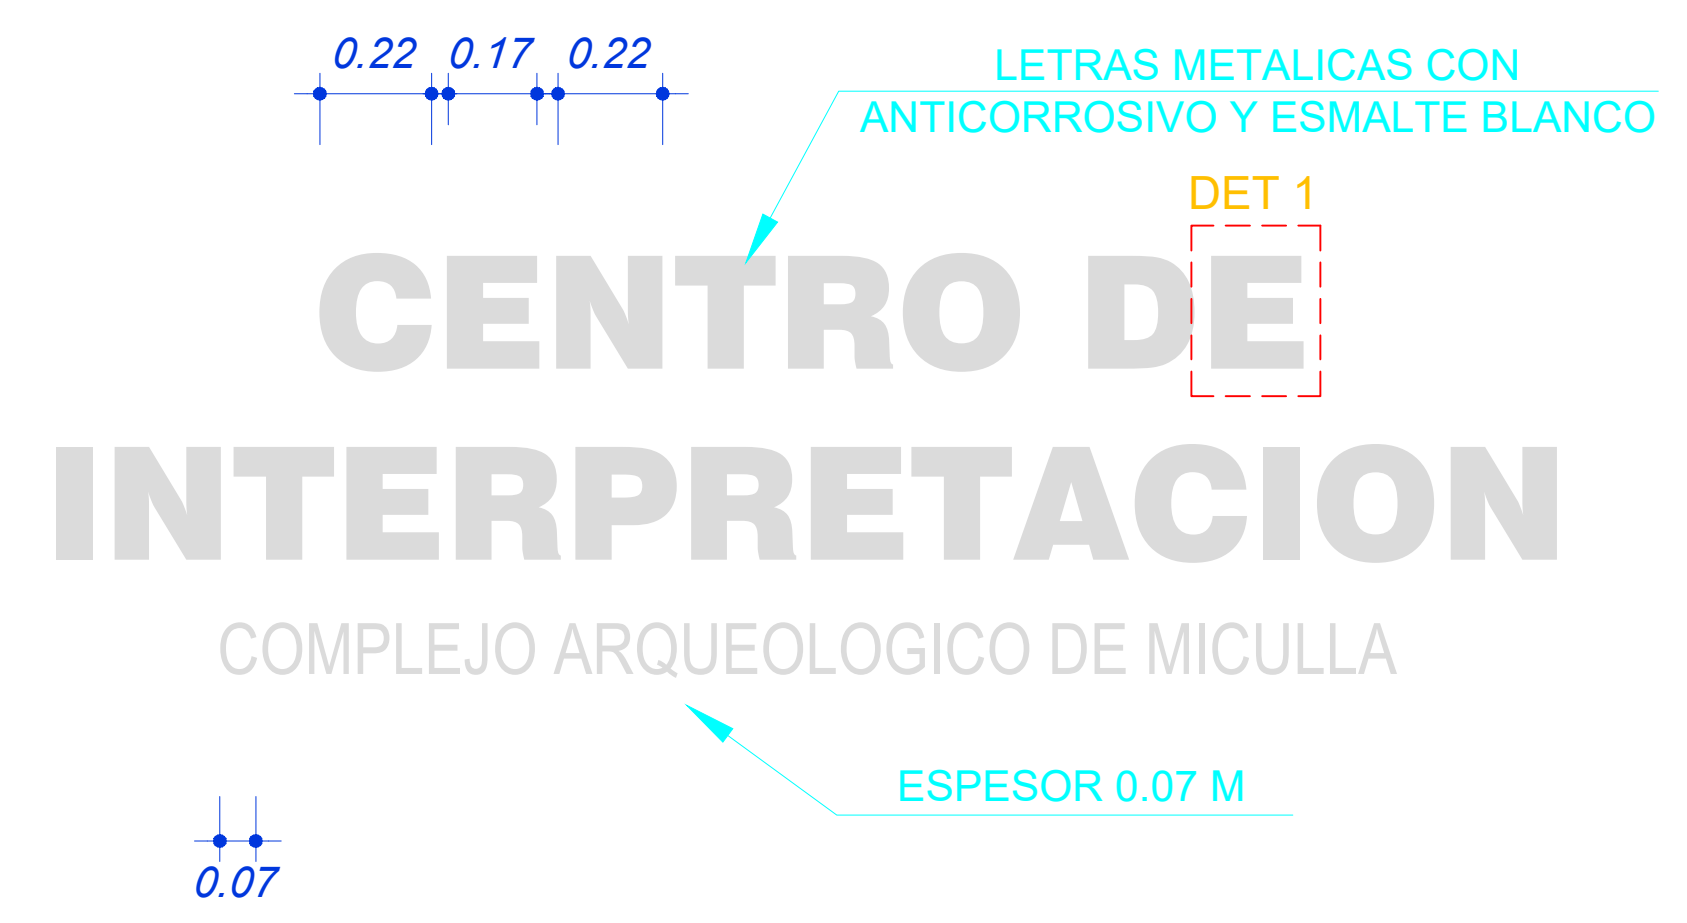 0.22 0.17 0.22
LETRAS METALICAS CON
ANTICORROSIVO Y ESMALTE BLANCO
DET 1
CENTRO DE
INTERPRETACION
COMPLEJO ARQUEOLOGICO DE MICULLA
ESPESOR 0.07 M
0.07